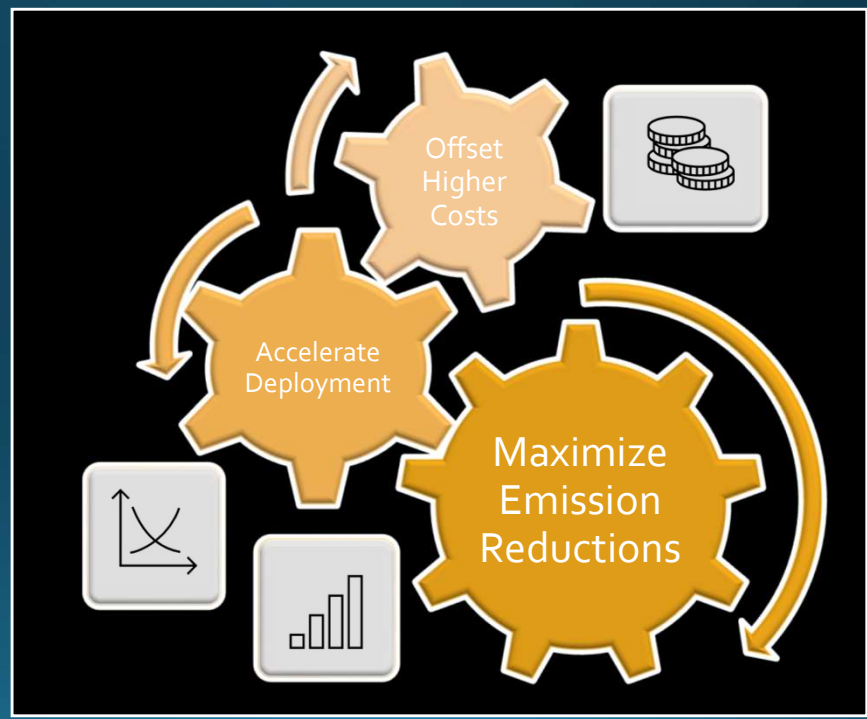 Offset
Higher
Costs
Accelerate
Deployment
Maximize
Emission
Reductions